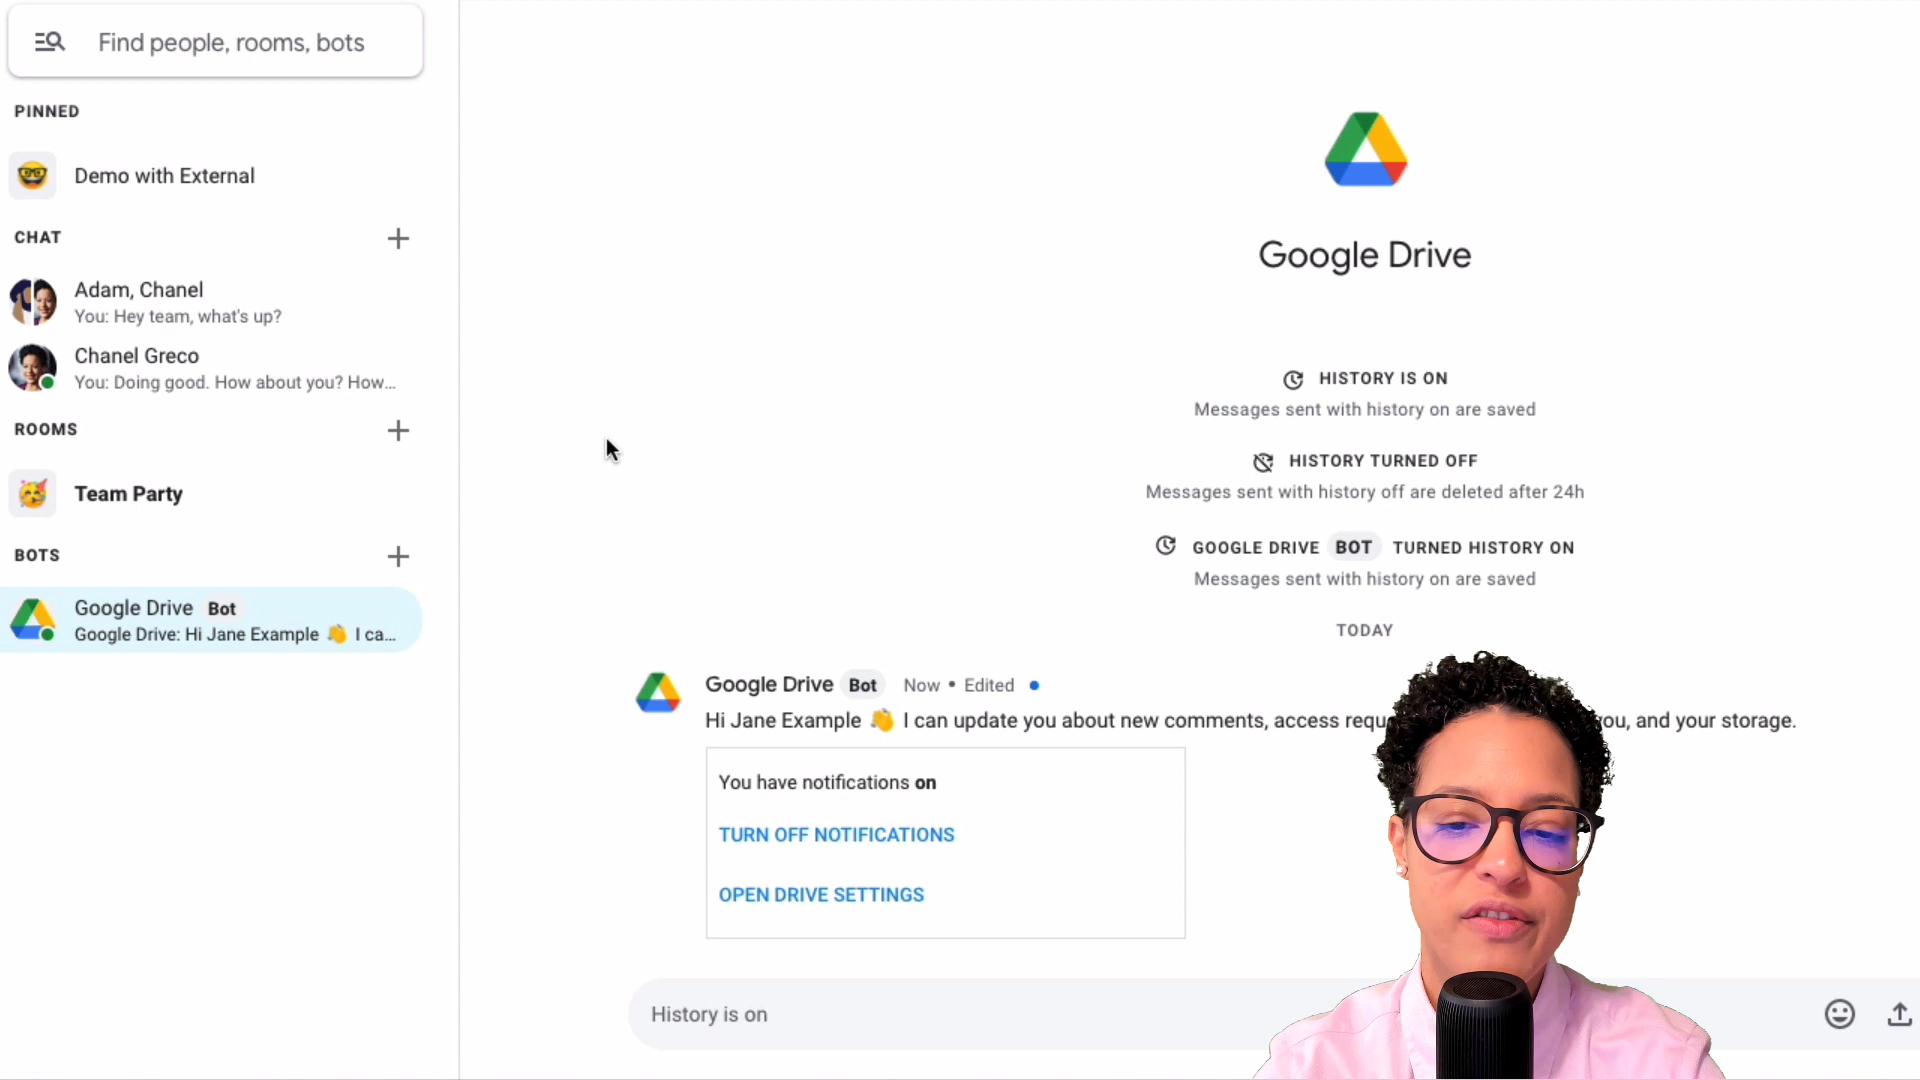 Find people, rooms, bots
PINNED
Demo with External
CHAT
Adam, Chanel
You: Hey team, what's up?
Chanel Greco
You: Doing good. How about you? How...
ROOMS
Team Party
BOTS
Google Drive Bot
Google Drive: Hi Jane Example 👋 I ca...
Google Drive
HISTORY IS ON
Messages sent with history on are saved
HISTORY TURNED OFF
Messages sent with history off are deleted after 24h
GOOGLE DRIVE BOT TURNED HISTORY ON
Messages sent with history on are saved
TODAY
Google Drive Bot Now • Edited
Hi Jane Example 👋 I can update you about new comments, access and your storage.
You have notifications on
TURN OFF NOTIFICATIONS
OPEN DRIVE SETTINGS
History is on